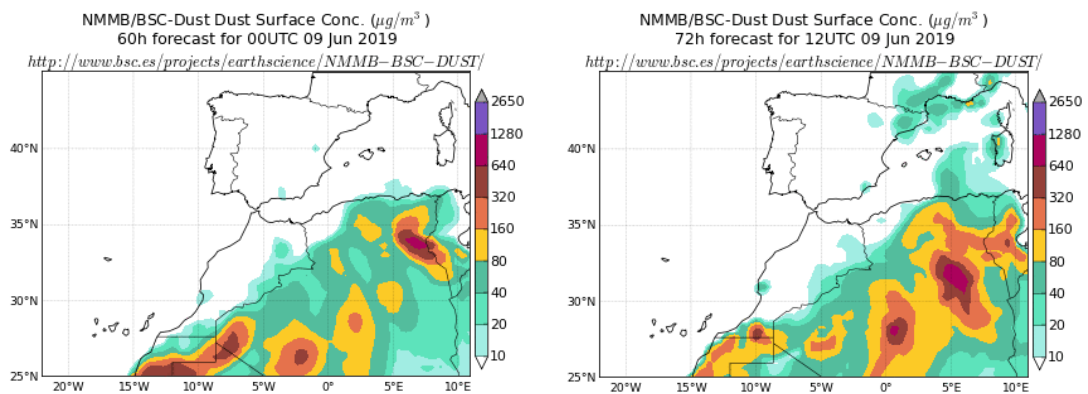 NMMB/BSC-Dust Dust Surface Conc. (μg/m³)
60h forecast for 00UTC 09 Jun 2019
http://www.bsc.es/projects/earthscience/NMMB−BSC−DUST/
40°N
35°N
30°N
25°N
20°W 15°W 10°W 5°W 0°E 5°E 10°E
2650
1280
640
320
160
80
40
20
10
NMMB/BSC-Dust Dust Surface Conc. (μg/m³)
72h forecast for 12UTC 09 Jun 2019
http://www.bsc.es/projects/earthscience/NMMB−BSC−DUST/
40°N
35°N
30°N
25°N
20°W 15°W 10°W 5°W 0°E 5°E 10°E
2650
1280
640
320
160
80
40
20
10